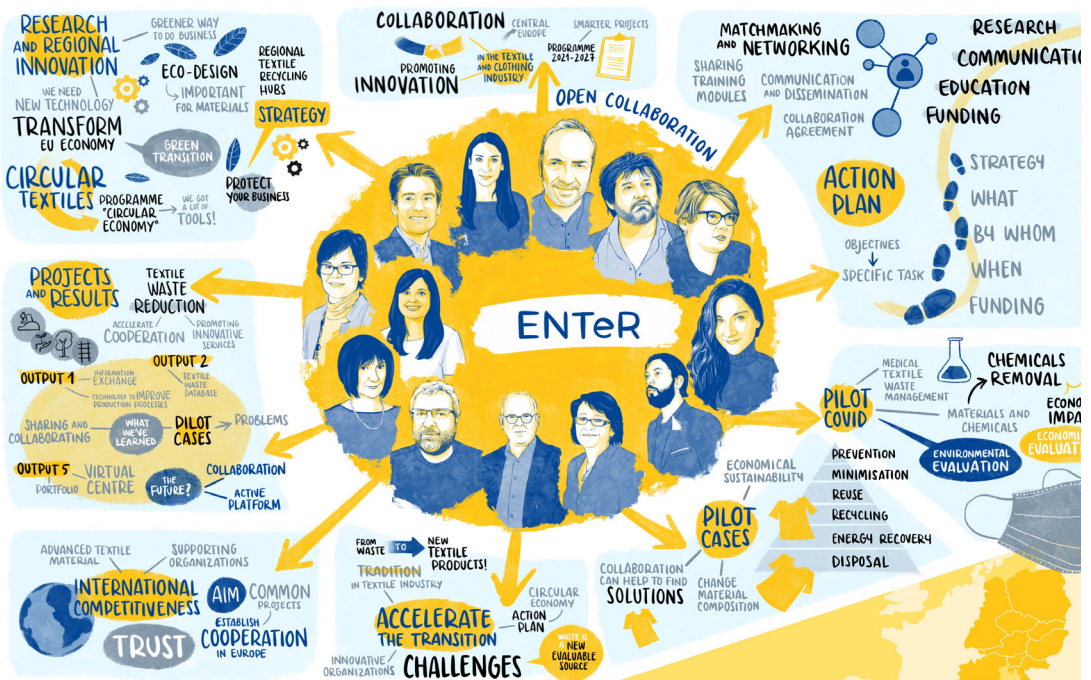 RESEARCH
AND REGIONAL
INNOVATION
GREENER WAY
TO DO BUSINESS
ECO-DESIGN
IMPORTANT
FOR MATERIALS
REGIONAL
TEXTILE
RECYCLING
HUBS
STRATEGY
WE NEED
NEW TECHNOLOGY
TRANSFORM
EU ECONOMY
GREEN
TRANSITION
CIRCULAR
TEXTILES
PROGRAMME
"CIRCULAR
ECONOMY"
WE GOT
A LOT OF
TOOLS!
PROTECT
YOUR BUSINESS
COLLABORATION
CENTRAL
EUROPE
SMARTER PROJECTS
IN THE TEXTILE
AND CLOTHING
INDUSTRY
PROGRAMME
2021-2027
PROMOTING
INNOVATION
OPEN COLLABORATION
MATCHMAKING
AND NETWORKING
SHARING
TRAINING
MODULES
COMMUNICATION
AND DISSEMINATION
COLLABORATION
AGREEMENT
RESEARCH
COMMUNICATIO
EDUCATION
FUNDING
ACTION
PLAN
OBJECTIVES
SPECIFIC TASK
STRATEGY
WHAT
BY WHOM
WHEN
FUNDING
ENTeR
PROJECTS
AND RESULTS
TEXTILE
WASTE
REDUCTION
ACCELERATE
COOPERATION
PROMOTING
INNOVATIVE
SERVICES
OUTPUT 1
INFORMATION
EXCHANGE
TECHNOLOGY TO IMPROVE
PRODUCTION PROCESSES
OUTPUT 2
TEXTILE
WASTE
DATABASE
SHARING AND
COLLABORATING
WHAT
WE'VE
LEARNED
PILOT
CASES
PROBLEMS
OUTPUT 5
PORTFOLIO
VIRTUAL
CENTRE
THE
FUTURE?
COLLABORATION
ACTIVE
PLATFORM
PILOT
COVID
MEDICAL
TEXTILE
WASTE
MANAGEMENT
CHEMICALS
REMOVAL
MATERIALS AND
CHEMICALS
ECONO
IMPA
ECONOMI
EVALUAT
ENVIRONMENTAL
EVALUATION
PREVENTION
MINIMISATION
REUSE
RECYCLING
ENERGY RECOVERY
DISPOSAL
ECONOMICAL
SUSTAINABILITY
PILOT
CASES
COLLABORATION
CAN HELP TO FIND
SOLUTIONS
CHANGE
MATERIAL
COMPOSITION
ADVANCED TEXTILE
MATERIAL
SUPPORTING
ORGANIZATIONS
INTERNATIONAL
COMPETITIVENESS
AIM
COMMON
PROJECTS
TRUST
ESTABLISH
COOPERATION
IN EUROPE
FROM
WASTE
TO
NEW
TEXTILE
PRODUCTS!
TRADITION
IN TEXTILE INDUSTRY
ACCELERATE
THE TRANSITION
CIRCULAR
ECONOMY
ACTION
PLAN
INNOVATIVE
ORGANIZATIONS
CHALLENGES
WASTE IS
A NEW
EVALUABLE
SOURCE